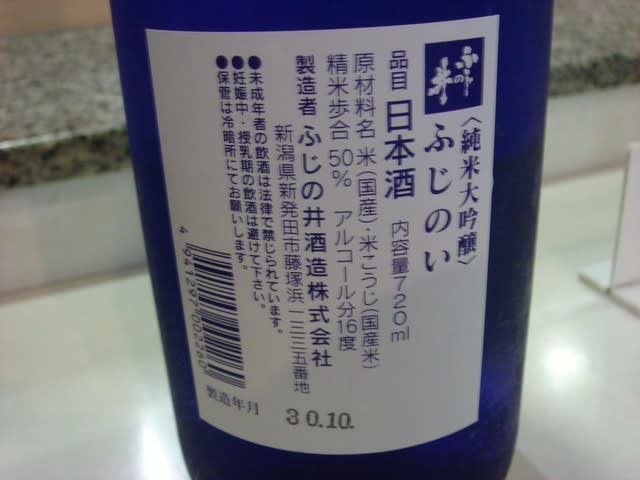 ふじの井
〈純米大吟醸〉
ふじのい
品目 日本酒 内容量720ml
原材料名 米(国産)・米こうじ(国産米)
精米歩合 50% アルコール分16度
製造者 ふじの井酒造株式会社
新潟県新発田市藤塚浜一三三五番地
●未成年者の飲酒は法律で禁じられています。
●妊娠中・授乳期の飲酒は避けて下さい。
●保管は冷暗所にてお願いします。
4 941297 002260
製造年月 30.10.